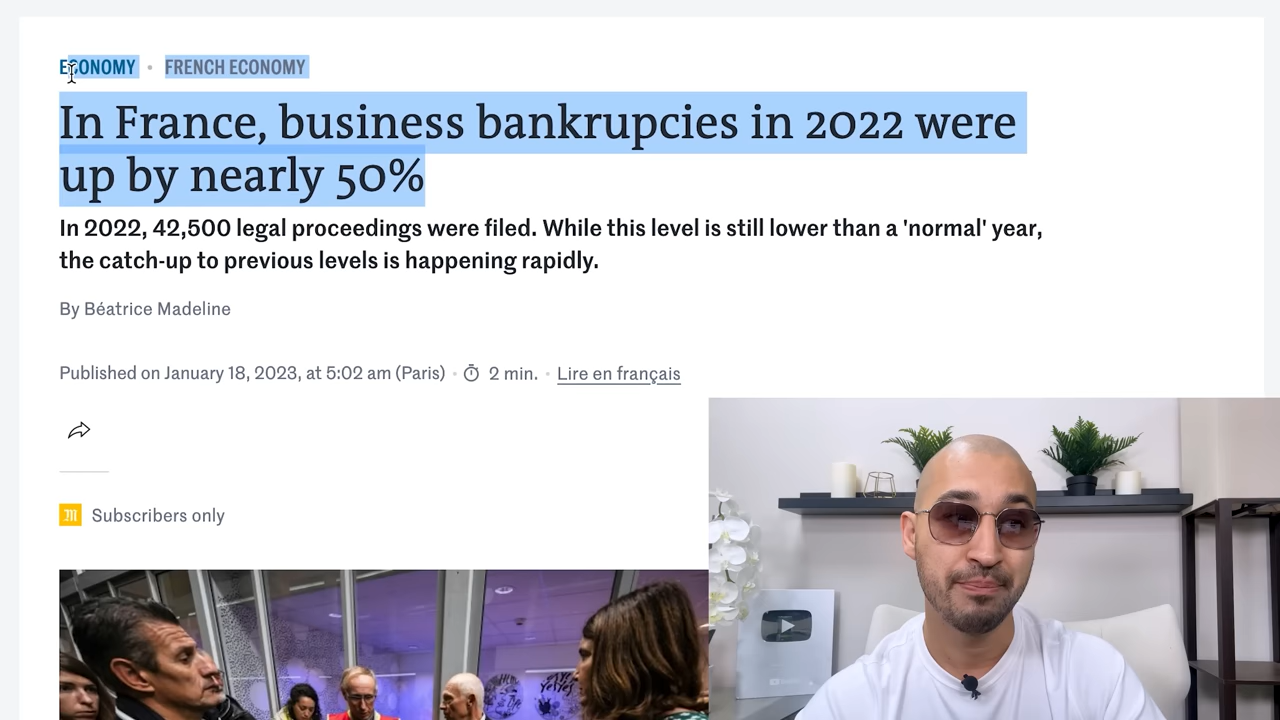 ECONOMY • FRENCH ECONOMY
In France, business bankrupcies in 2022 were
up by nearly 50%
In 2022, 42,500 legal proceedings were filed. While this level is still lower than a 'normal' year,
the catch-up to previous levels is happening rapidly.
By Béatrice Madeline
Published on January 18, 2023, at 5:02 am (Paris) • 2 min. • Lire en français
Subscribers only